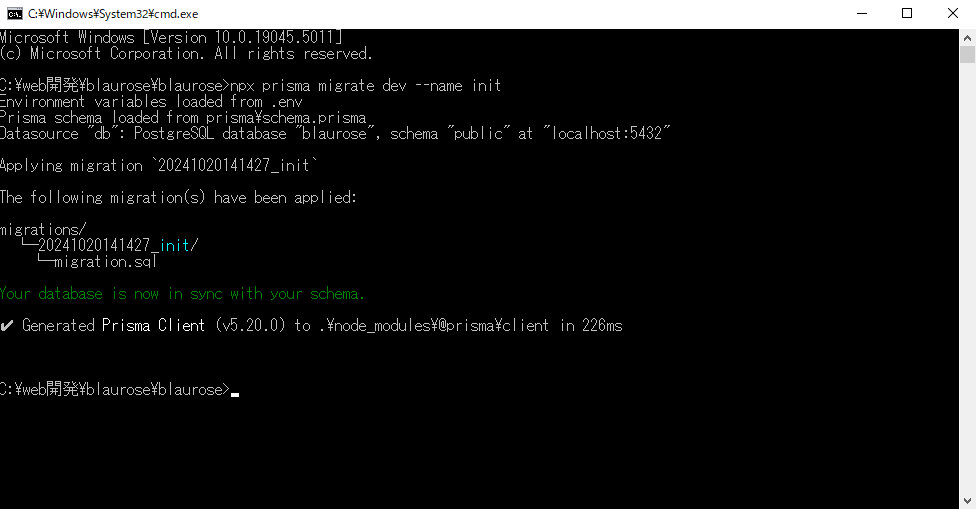 C:¥Windows¥System32¥cmd.exe
Microsoft Windows [Version 10.0.19045.5011]
(c) Microsoft Corporation. All rights reserved.
C:¥web開発¥blaurose¥blaurose>npx prisma migrate dev --name init
Environment variables loaded from .env
Prisma schema loaded from prisma¥schema.prisma
Datasource "db": PostgreSQL database "blaurose", schema "public" at "localhost:5432"
Applying migration `20241020141427_init`
The following migration(s) have been applied:
migrations/
└─20241020141427_init/
└─migration.sql
Your database is now in sync with your schema.
✔ Generated Prisma Client (v5.20.0) to .¥node_modules¥@prisma¥client in 226ms
C:¥web開発¥blaurose¥blaurose>